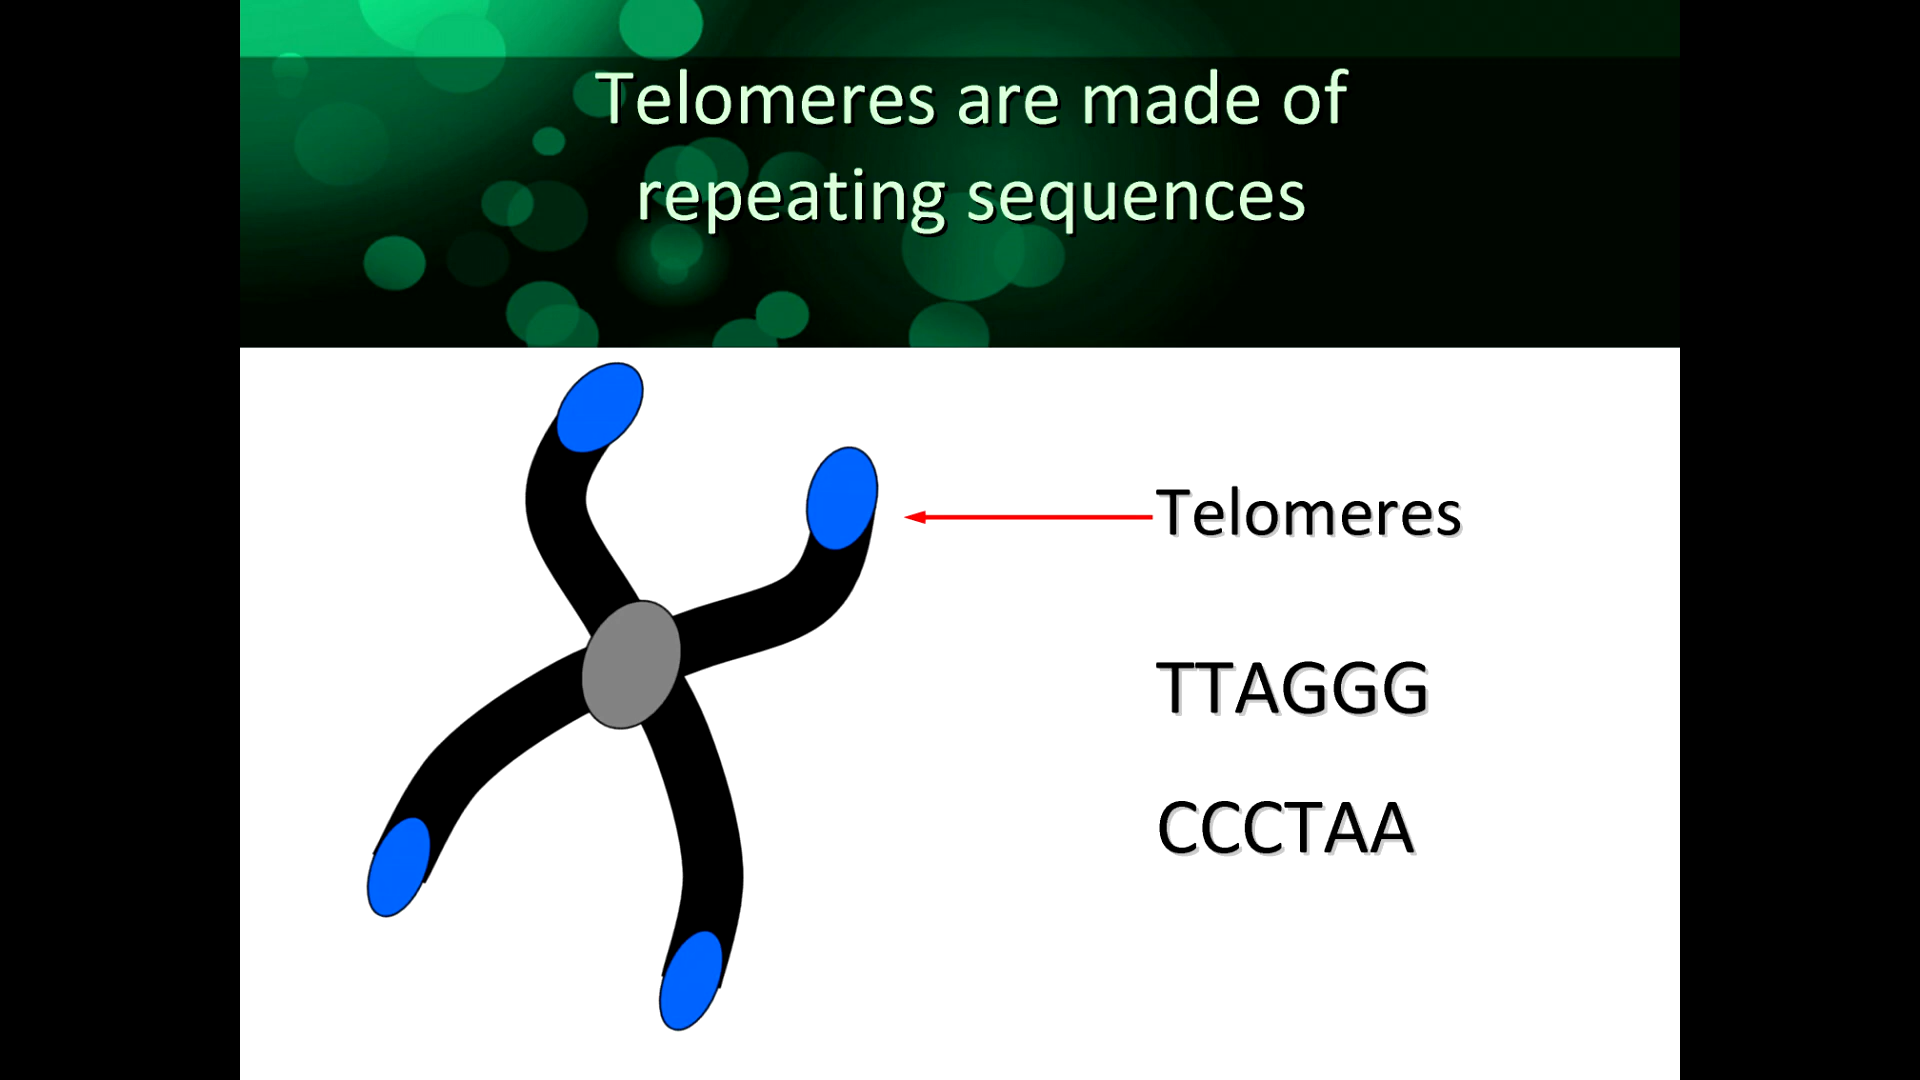 Telomeres are made of
repeating sequences
Telomeres
TTAGGG
CCCTAA